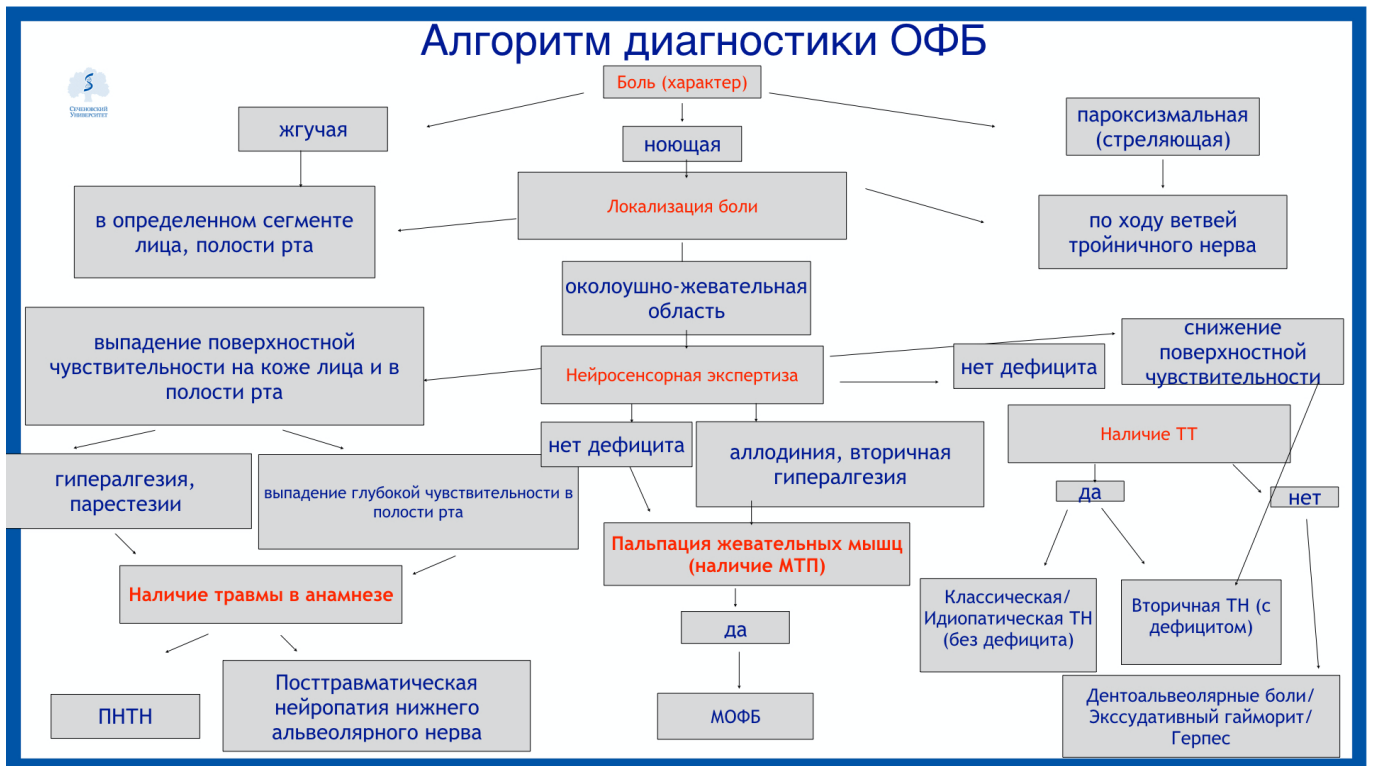 Алгоритм диагностики ОФБ
Сеченовский
Университет
Боль (характер)
жгучая
ноющая
пароксизмальная
(стреляющая)
в определенном сегменте
лица, полости рта
Локализация боли
по ходу ветвей
тройничного нерва
околоушно-жевательная
область
выпадение поверхностной
чувствительности на коже лица и в
полости рта
Нейросенсорная экспертиза
нет дефицита
снижение
поверхностной
чувствительности
нет дефицита
аллодиния, вторичная
гипералгезия
Наличие ТТ
гипералгезия,
парестезии
выпадение глубокой чувствительности в
полости рта
да
нет
Пальпация жевательных мышц
(наличие МТП)
Наличие травмы в анамнезе
да
Классическая/
Идиопатическая ТН
(без дефицита)
Вторичная ТН (с
дефицитом)
ПНТН
Посттравматическая
нейропатия нижнего
альвеолярного нерва
МОФБ
Дентоальвеолярные боли/
Экссудативный гайморит/
Герпес